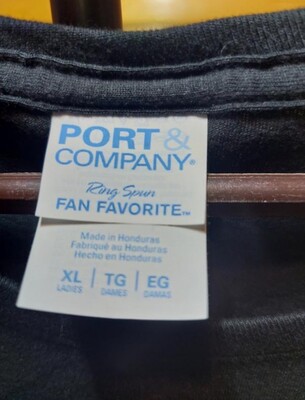 PORT &
COMPANY®
Ring Spun
FAN FAVORITE™
Made in Honduras
Fabriqué au Honduras
Hecho en Honduras
XL | TG | EG
LADIES DAMES DAMAS